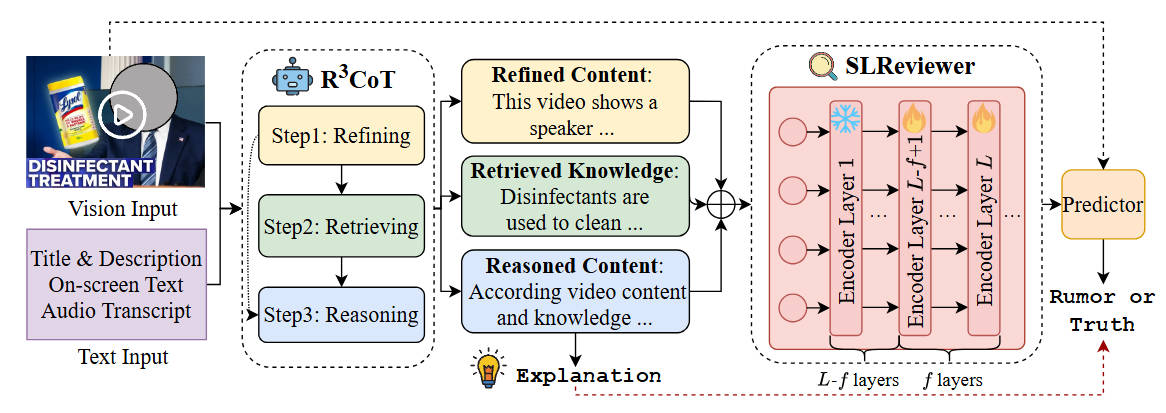 Lysol
DISINFECTANT
TREATMENT
Vision Input
Title & Description
On-screen Text
Audio Transcript
Text Input
R³CoT
Step1: Refining
Step2: Retrieving
Step3: Reasoning
Refined Content:
This video shows a
speaker ...
Retrieved Knowledge:
Disinfectants are
used to clean ...
Reasoned Content:
According video content
and knowledge ...
Explanation
SLReviewer
Encoder Layer 1
...
...
Encoder Layer L-f+1
...
...
Encoder Layer L
...
...
L-f layers
f layers
Predictor
Rumor or
Truth